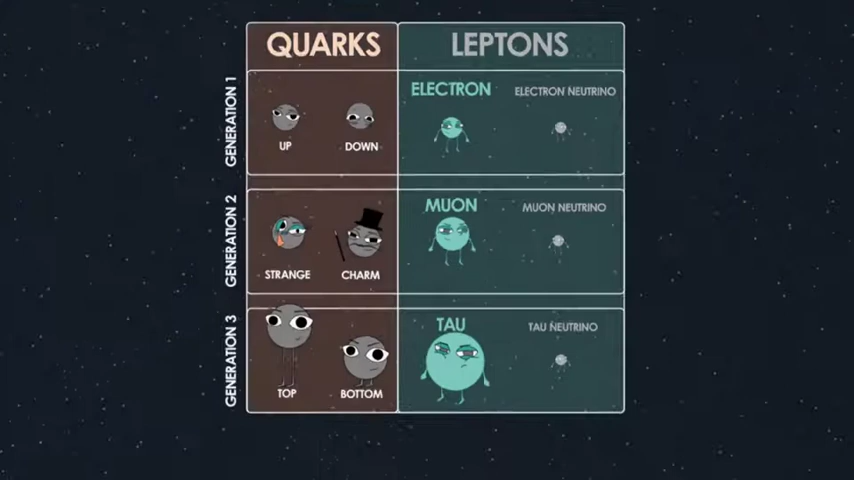 QUARKS
LEPTONS
GENERATION 1
UP
DOWN
ELECTRON
ELECTRON NEUTRINO
GENERATION 2
STRANGE
CHARM
MUON
MUON NEUTRINO
GENERATION 3
TOP
BOTTOM
TAU
TAU NEUTRINO